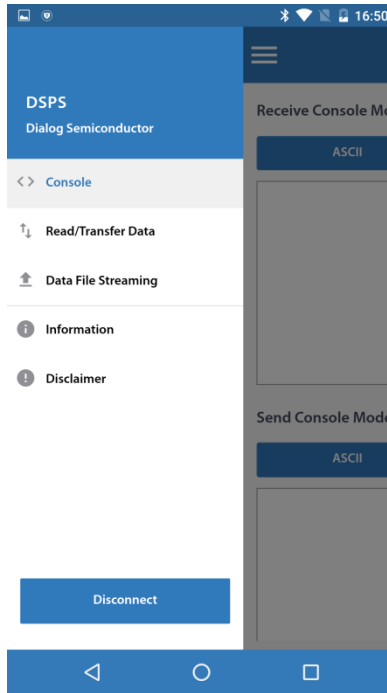 16:50
DSPS
Dialog Semiconductor
Console
Read/Transfer Data
Data File Streaming
Information
Disclaimer
Disconnect
Receive Console Mo
ASCII
Send Console Mode
ASCII